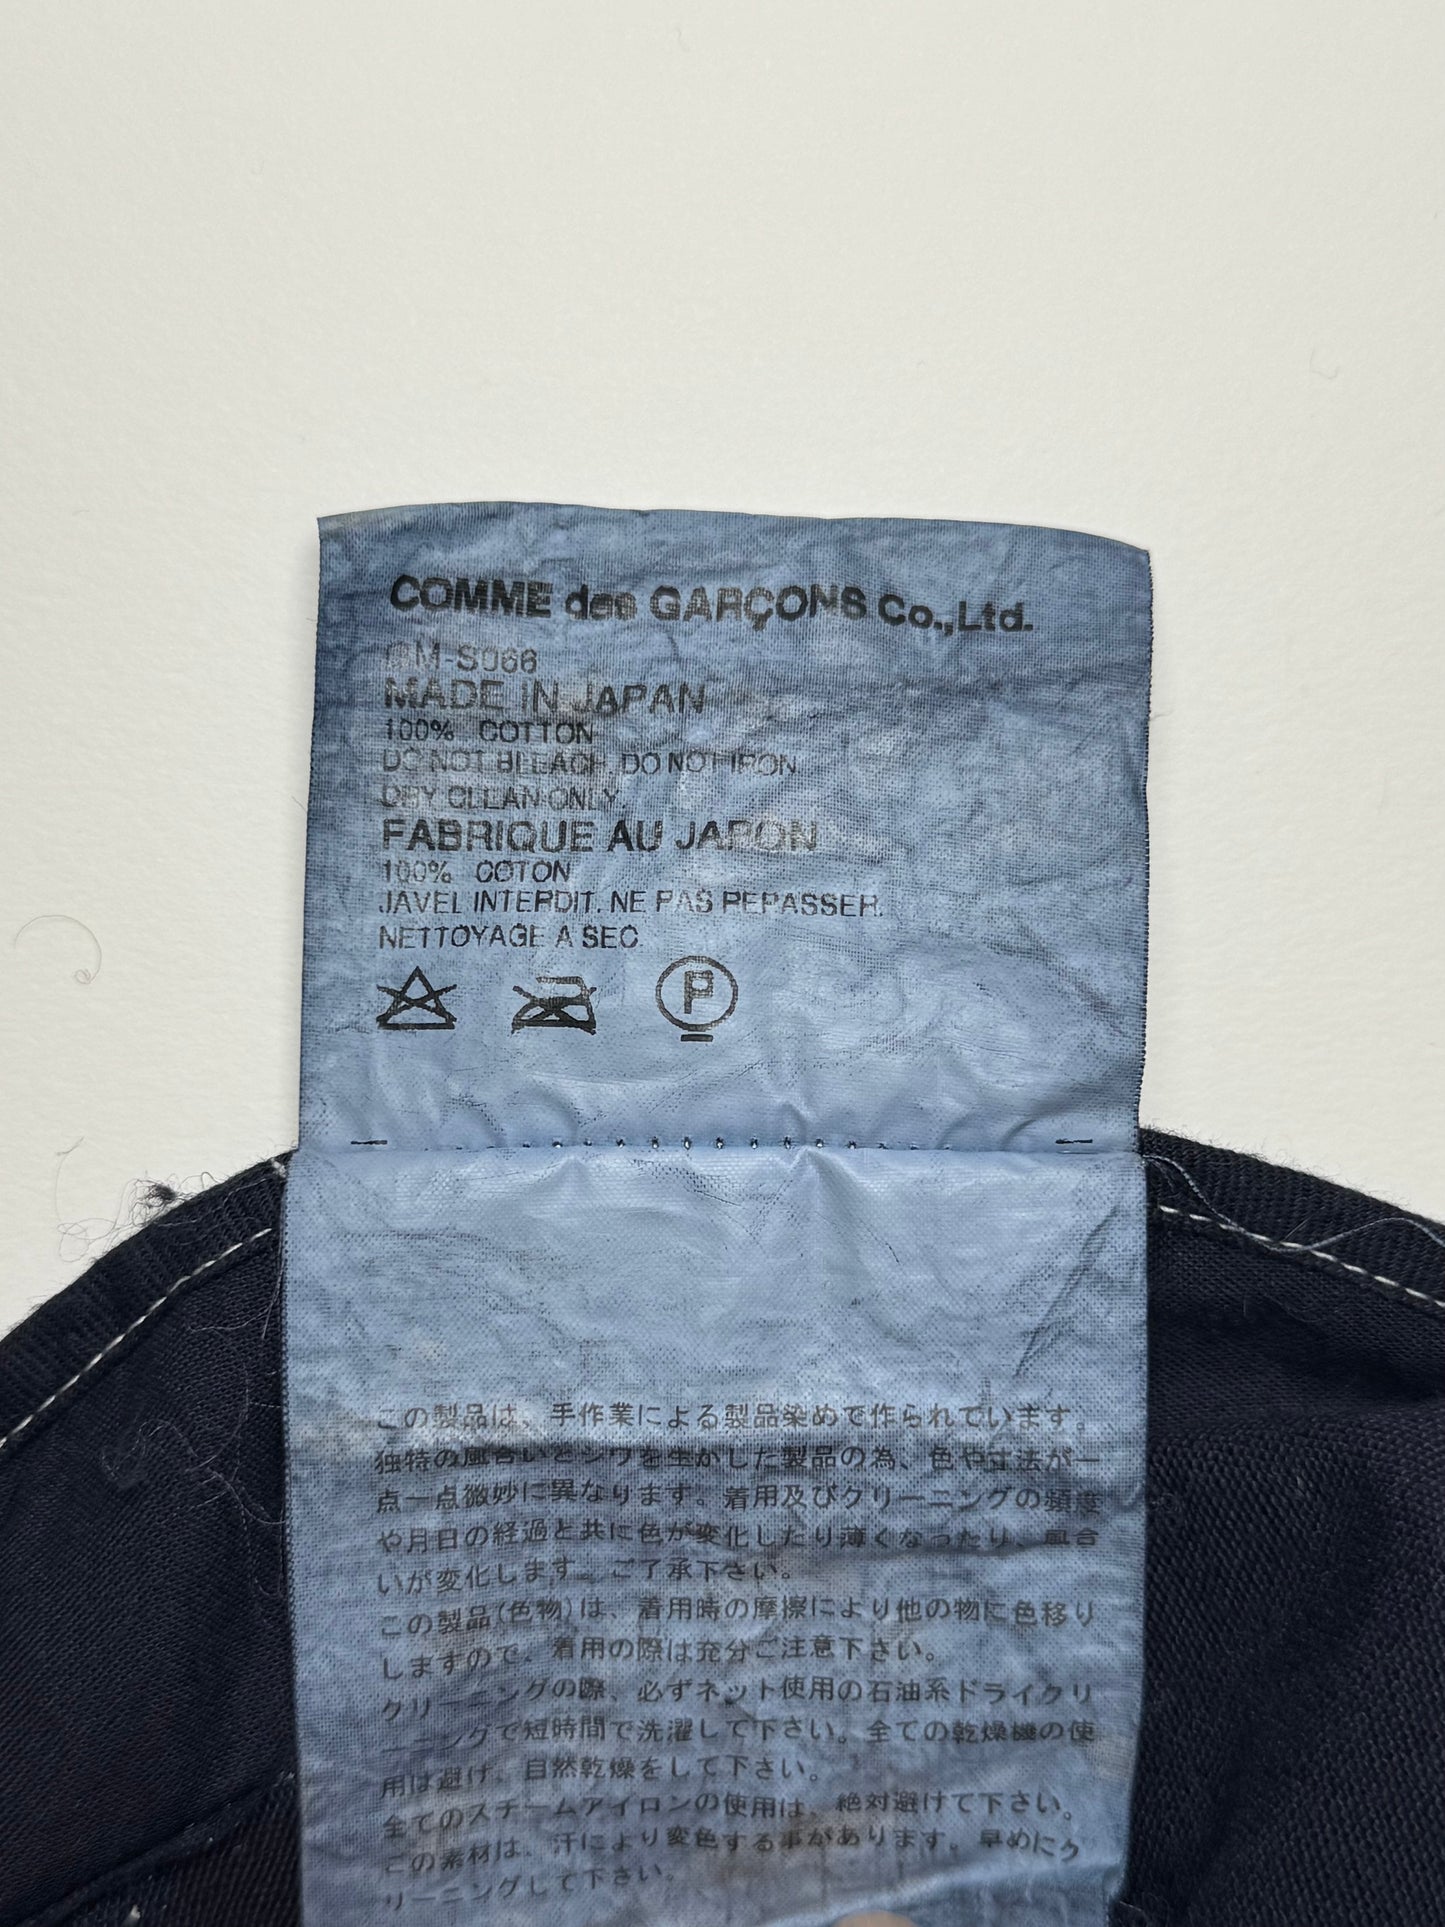 COMME des GARÇONS Co.,Ltd.
GM-S066
MADE IN JAPAN
100% COTTON
DO NOT BLEACH. DO NOT IRON.
DRY CLEAN ONLY.
FABRIQUE AU JAPON
100% COTON
JAVEL INTERDIT. NE PAS REPASSER.
NETTOYAGE A SEC.
P
この製品は、手作業による製品染めで作られています。
独特の風合いとシワを生かした製品の為、色や寸法が一
点一点微妙に異なります。着用及びクリーニングの頻度
や月日の経過と共に色が変化したり薄くなったり、風合
いが変化します。ご了承下さい。
この製品(色物)は、着用時の摩擦により他の物に色移り
しますので、着用の際は充分ご注意下さい。
クリーニングの際、必ずネット使用の石油系ドライクリ
ーニングで短時間で洗濯して下さい。全ての乾燥機の使
用は避け、自然乾燥をして下さい。
全てのスチームアイロンの使用は、絶対避けて下さい。
この素材は、汗により変色する事があります。早めにク
リーニングして下さい。